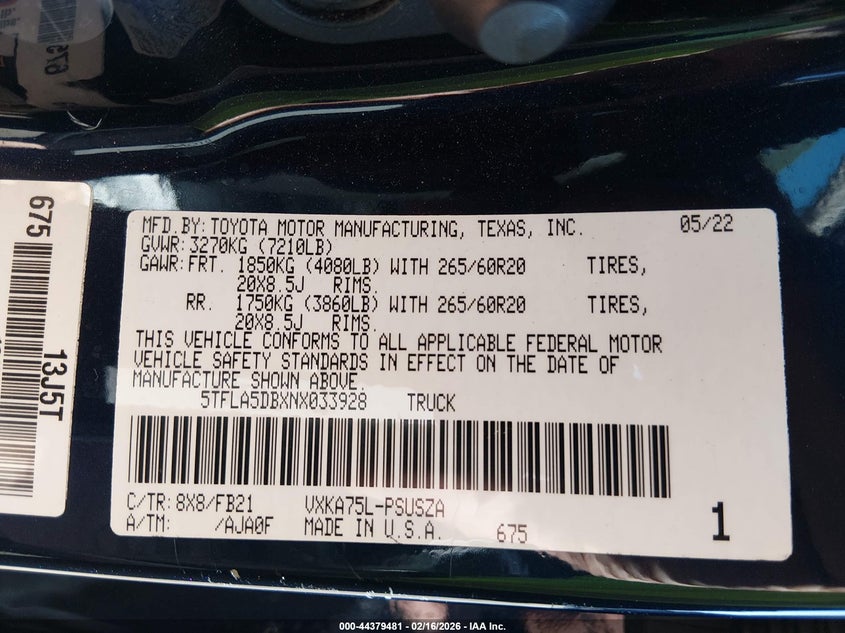 MFD.BY:TOYOTA MOTOR MANUFACTURING, TEXAS, INC. 05/22
GVWR:3270KG (7210LB)
GAWR:FRT. 1850KG (4080LB) WITH 265/60R20 TIRES,
20X8.5J RIMS.
RR. 1750KG (3860LB) WITH 265/60R20 TIRES,
20X8.5J RIMS.
THIS VEHICLE CONFORMS TO ALL APPLICABLE FEDERAL MOTOR
VEHICLE SAFETY STANDARDS IN EFFECT ON THE DATE OF
MANUFACTURE SHOWN ABOVE.
5TFLA5DBXNX033928 TRUCK
C/TR:8X8/FB21 VXKA75L-PSUSZA
A/TM: /AJA0F MADE IN U.S.A. 675 1
675
13J5T
000-44379481 - 02/16/2026 - IAA Inc.